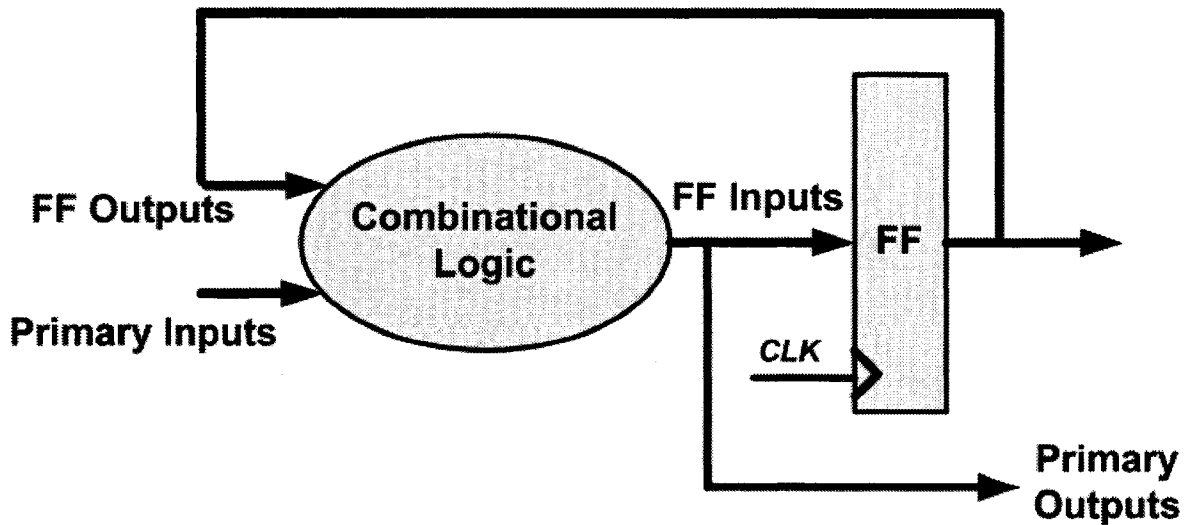 FF Outputs
Primary Inputs
Combinational
Logic
FF Inputs
FF
CLK
Primary
Outputs